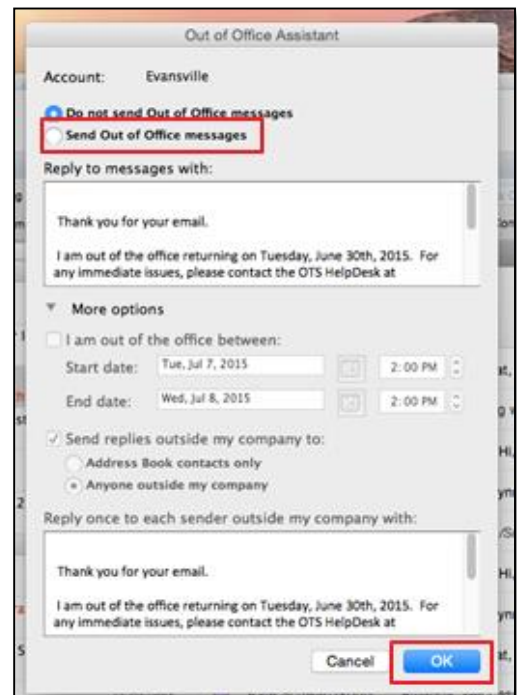 Out of Office Assistant
Account: Evansville
Do not send Out of Office messages
Send Out of Office messages
Reply to messages with:
Thank you for your email.
I am out of the office returning on Tuesday, June 30th, 2015. For
any immediate issues, please contact the OTS HelpDesk at
More options
I am out of the office between:
Start date: Tue, Jul 7, 2015 2:00 PM
End date: Wed, Jul 8, 2015 2:00 PM
Send replies outside my company to:
Address Book contacts only
Anyone outside my company
Reply once to each sender outside my company with:
Thank you for your email.
I am out of the office returning on Tuesday, June 30th, 2015. For
any immediate issues, please contact the OTS HelpDesk at
Cancel OK